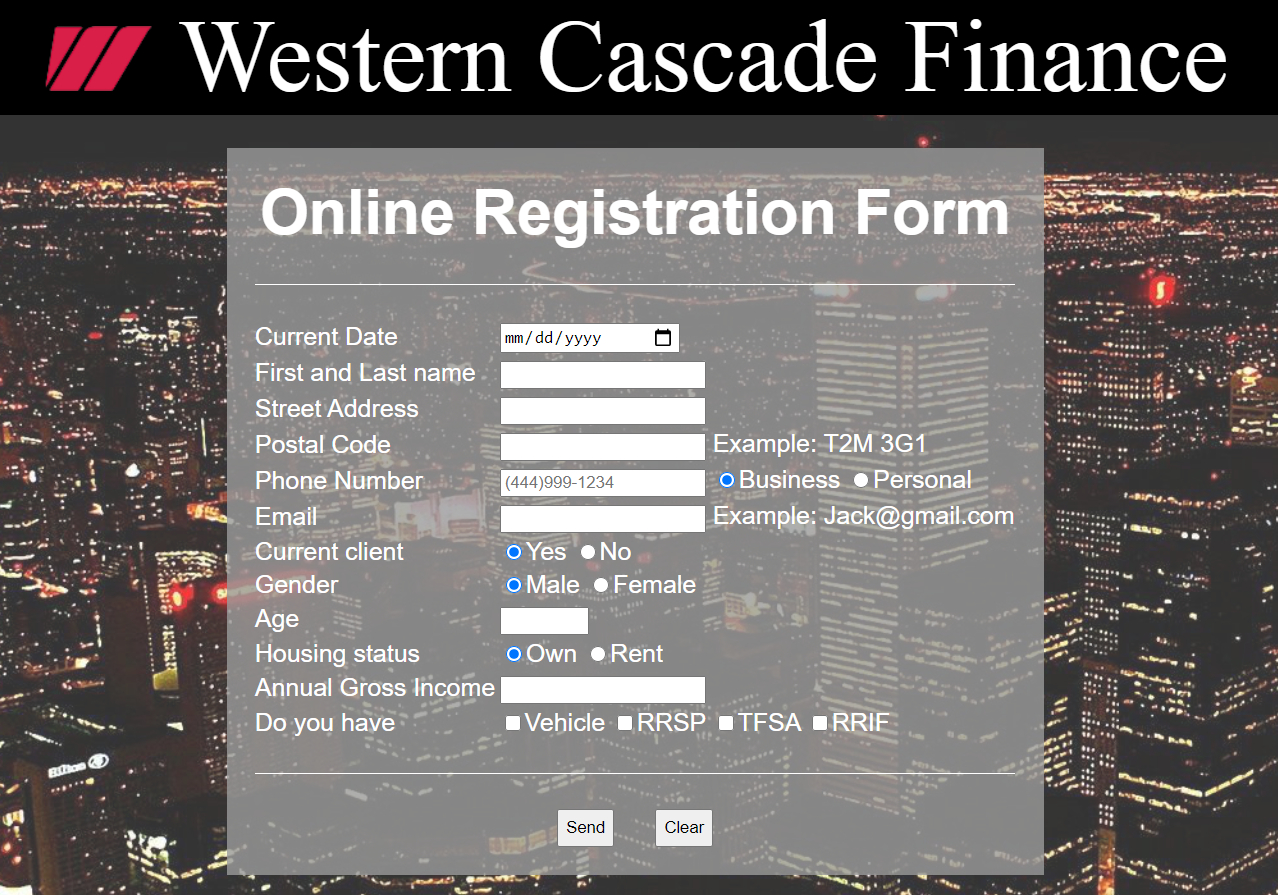 Western Cascade Finance
Online Registration Form
Current Date mm/dd/yyyy
First and Last name
Street Address
Postal Code Example: T2M 3G1
Phone Number (444)999-1234 Business Personal
Email Example: Jack@gmail.com
Current client Yes No
Gender Male Female
Age
Housing status Own Rent
Annual Gross Income
Do you have Vehicle RRSP TFSA RRIF
Hilton
Send Clear